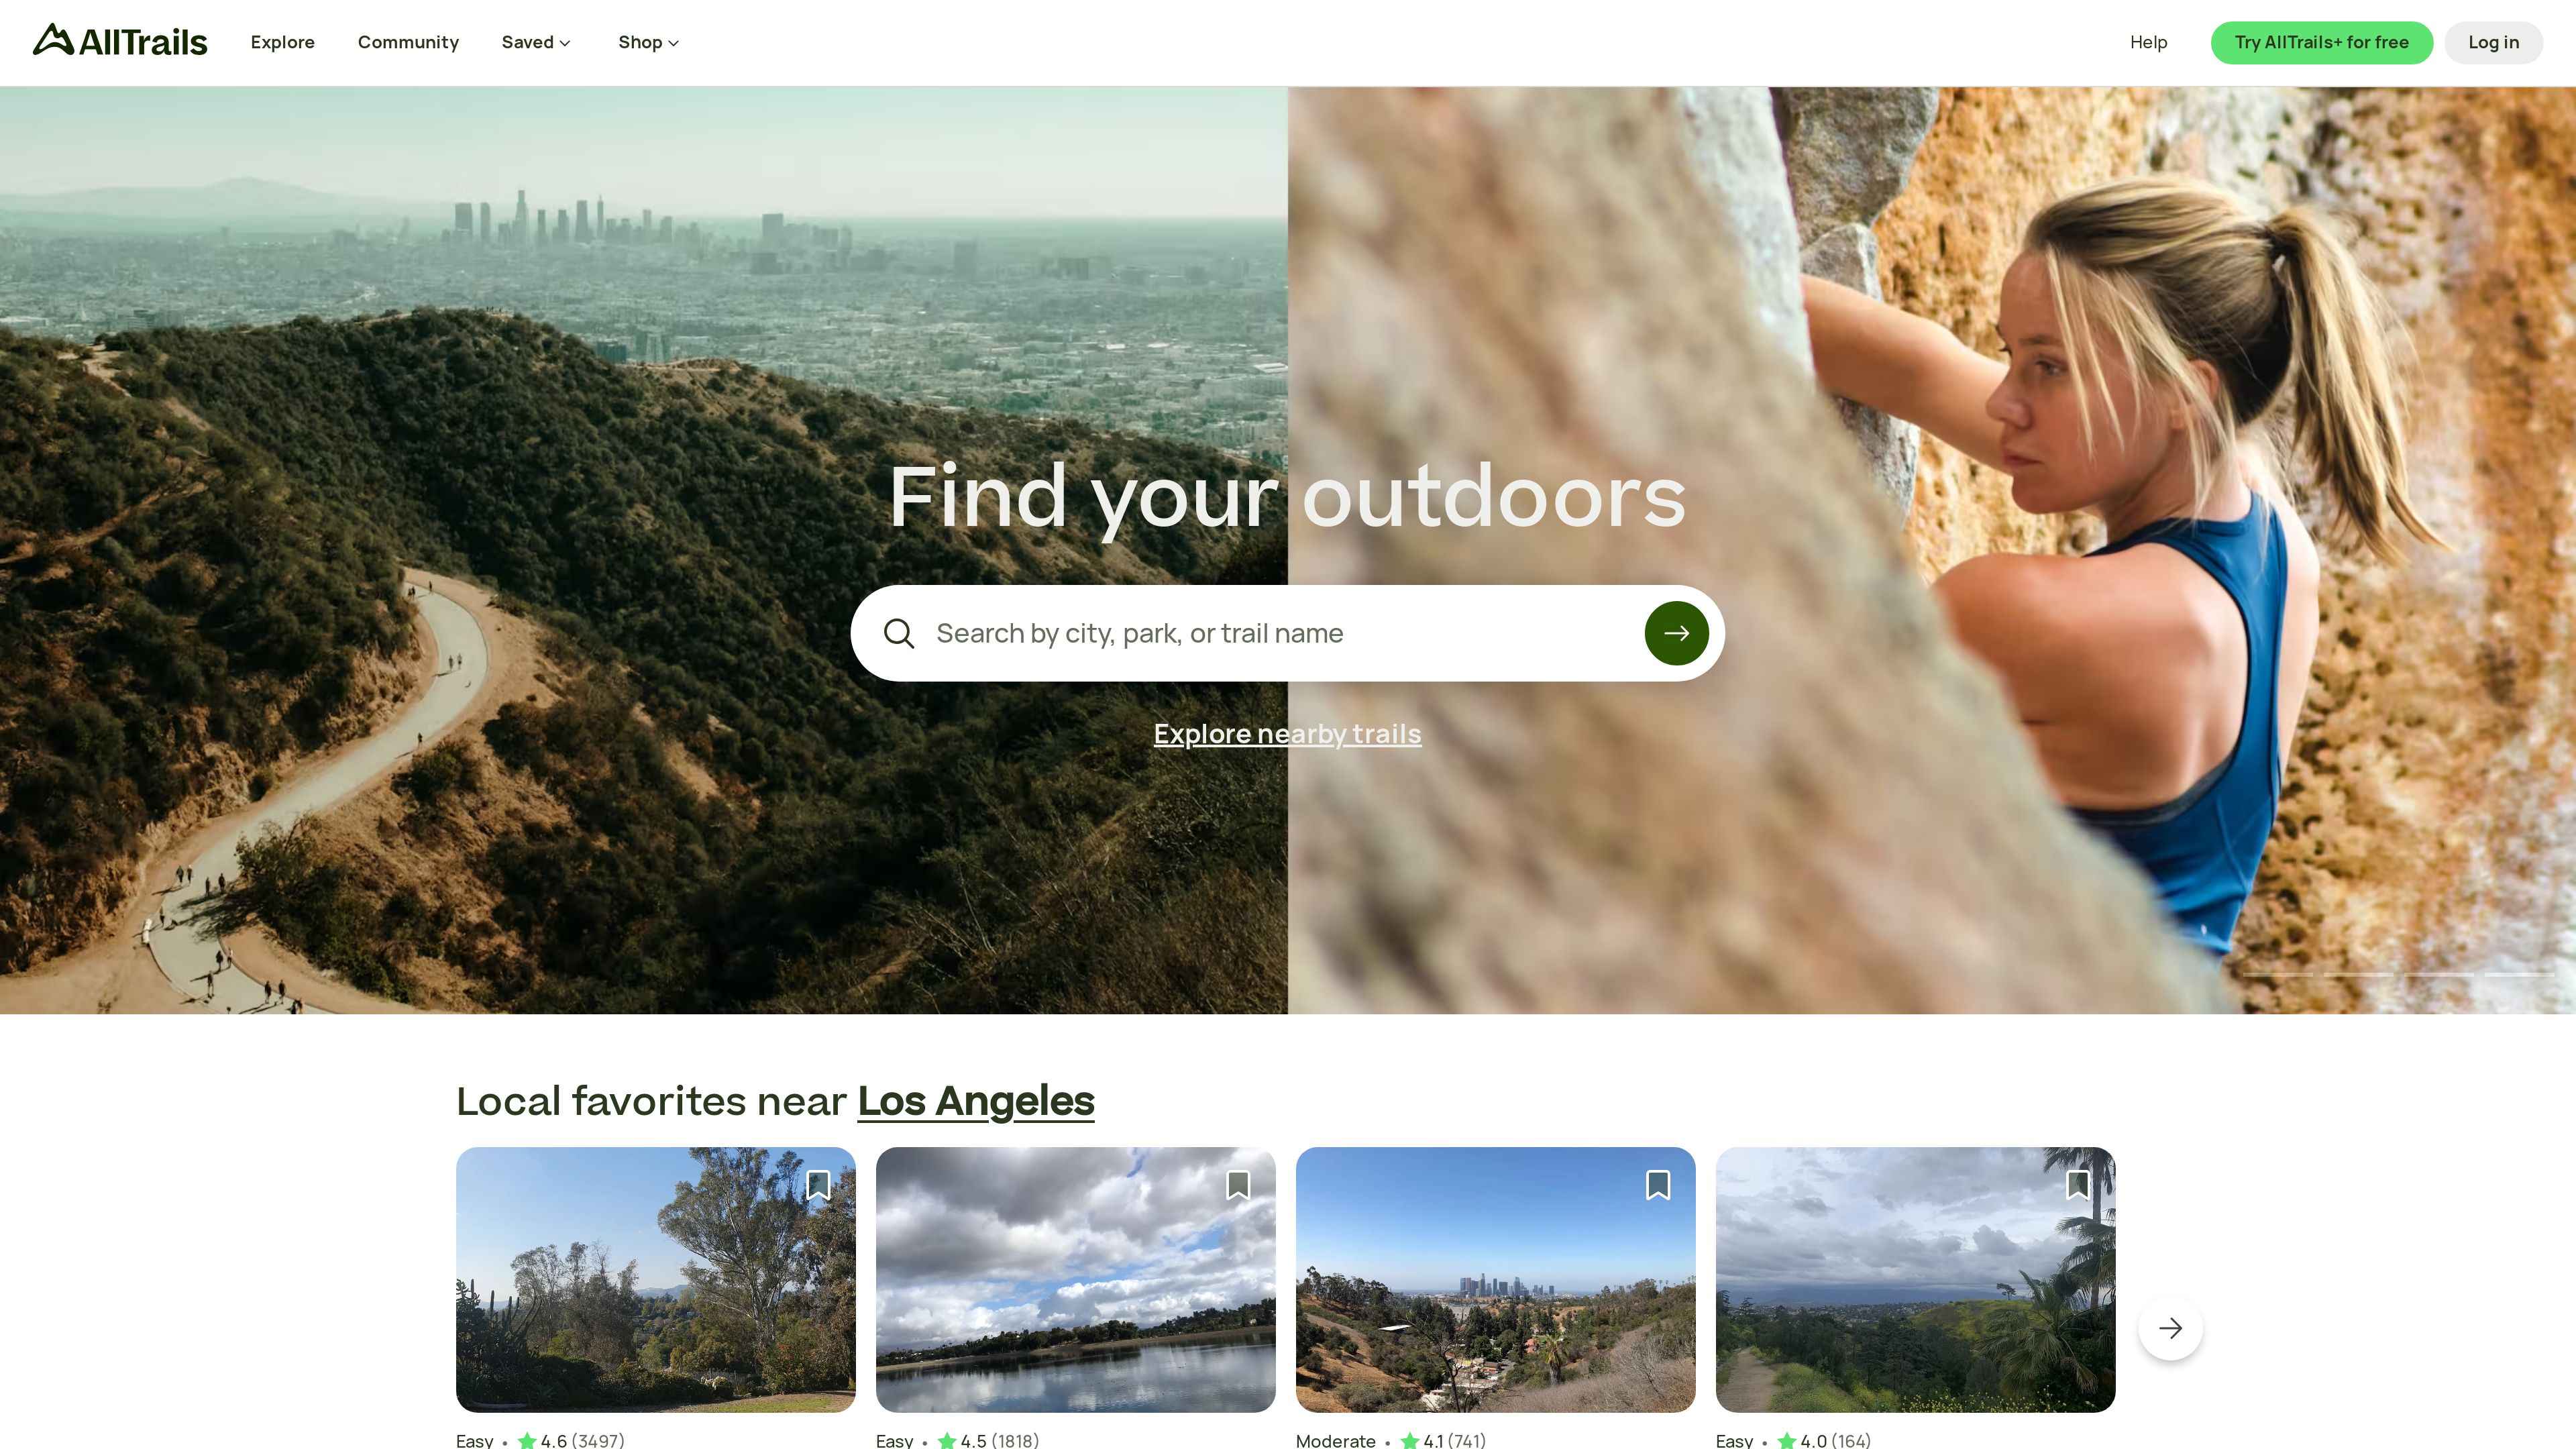 AllTrails
Explore
Community
Saved
Shop
Help
Try AllTrails+ for free
Log in
Find your outdoors
Search by city, park, or trail name
Explore nearby trails
Local favorites near Los Angeles
Easy • 4.6 (3497)
Easy • 4.5 (1818)
Moderate • 4.1 (741)
Easy • 4.0 (164)